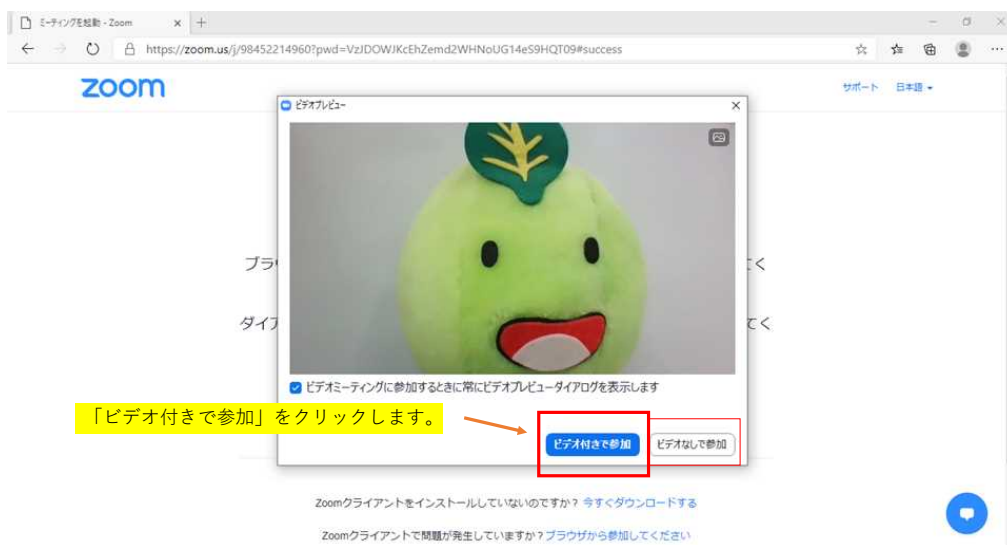 ミーティングを起動 - Zoom
https://zoom.us/j/98452214960?pwd=VzJDOWJKcEhZemd2WHNoUG14eS9HQT09#success
zoom
サポート 日本語
ビデオプレビュー
ブラ てく
ダイア てく
ビデオミーティングに参加するときに常にビデオプレビューダイアログを表示します
「ビデオ付きで参加」をクリックします。
ビデオ付きで参加 ビデオなしで参加
Zoomクライアントをインストールしていないのですか？ 今すぐダウンロードする
Zoomクライアントで問題が発生していますか？ブラウザから参加してください